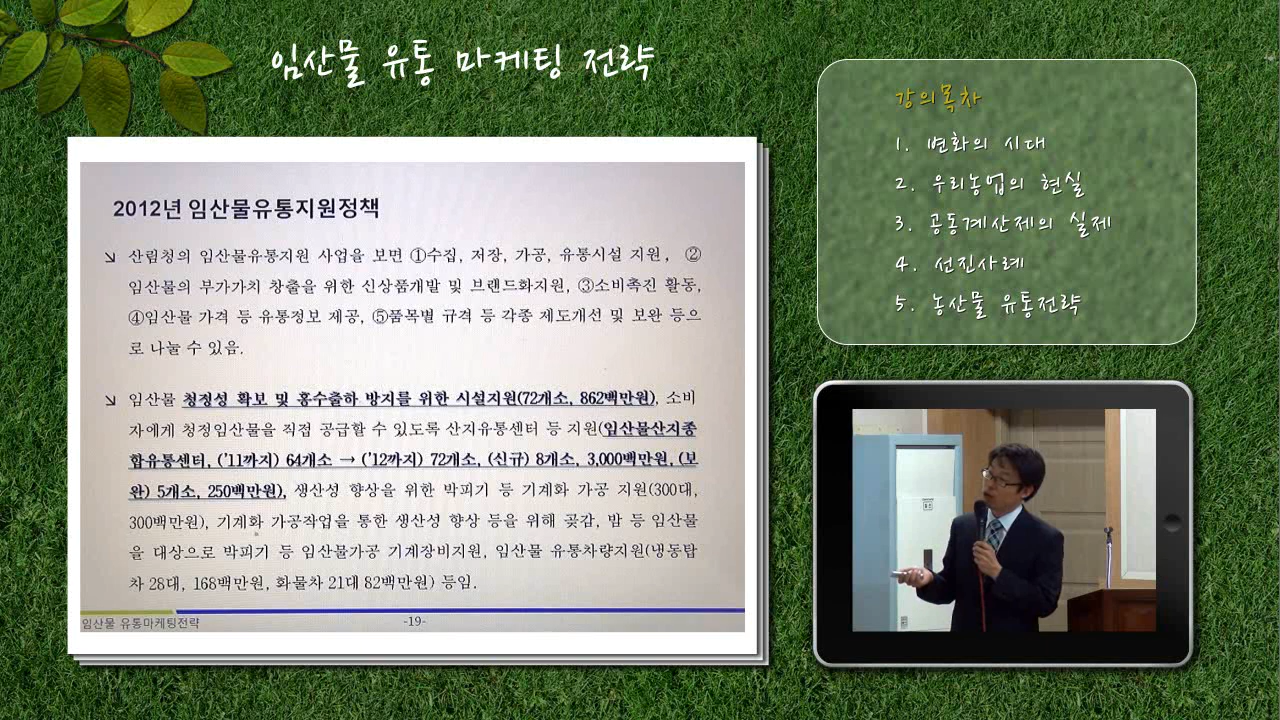 임산물 유통 마케팅 전략
강의목차
1. 변화의 시대
2. 우리농업의 현실
3. 공동계산제의 실제
4. 선진사례
5. 농산물 유통전략
2012년 임산물유통지원정책
산림청의 임산물유통지원 사업을 보면 ①수집, 저장, 가공, 유통시설 지원, ②
임산물의 부가가치 창출을 위한 신상품개발 및 브랜드화지원, ③소비촉진 활동,
④임산물 가격 등 유통정보 제공, ⑤품목별 규격 등 각종 제도개선 및 보완 등으
로 나눌 수 있음.
임산물 청정성 확보 및 홍수출하 방지를 위한 시설지원(72개소, 862백만원), 소비
자에게 청정임산물을 직접 공급할 수 있도록 산지유통센터 등 지원(임산물산지종
합유통센터, ('11까지) 64개소 → ('12까지) 72개소, (신규) 8개소, 3,000백만원, (보
완) 5개소, 250백만원), 생산성 향상을 위한 박피기 등 기계화 가공 지원(300대,
300백만원), 기계화 가공작업을 통한 생산성 향상 등을 위해 곶감, 밤 등 임산물
을 대상으로 박피기 등 임산물가공 기계장비지원, 임산물 유통차량지원(냉동탑
차 28대, 168백만원, 화물차 21대 82백만원) 등임.
임산물 유통마케팅전략
-19-